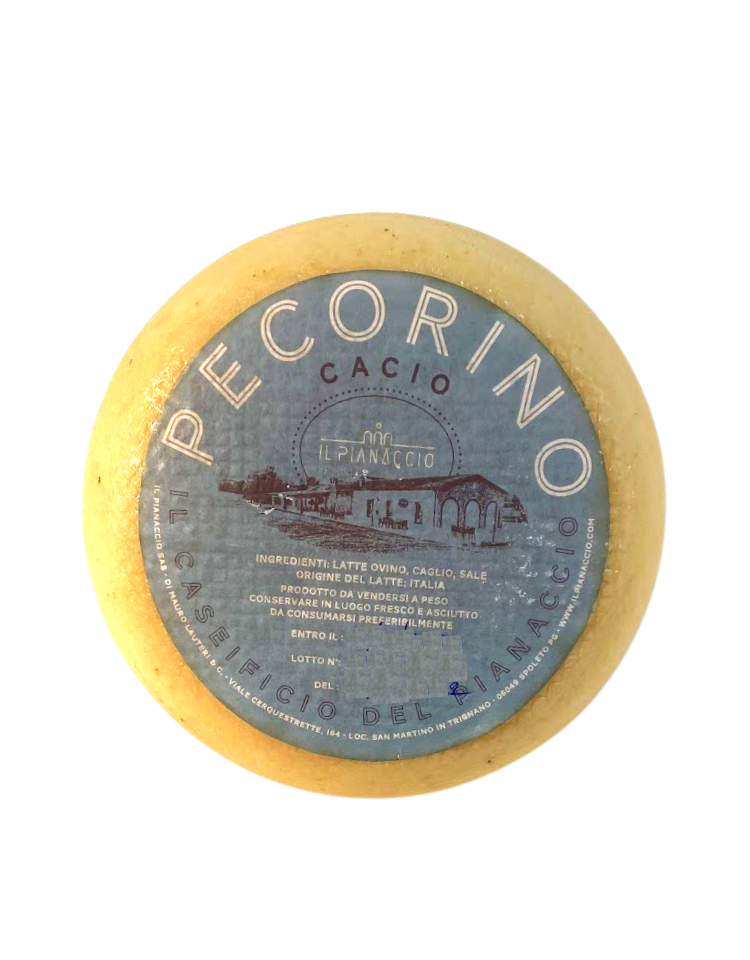 PECORINO
CACIO
IL PIANACCIO
INGREDIENTI: LATTE OVINO, CAGLIO, SALE
ORIGINE DEL LATTE: ITALIA
PRODOTTO DA VENDERSI A PESO
CONSERVARE IN LUOGO FRESCO E ASCIUTTO
DA CONSUMARSI PREFERIBILMENTE
ENTRO IL :
LOTTO N°:
DEL :
IL CASEIFICIO DEL PIANACCIO
IL PIANACCIO SAS - DI MAURO LAUTERI & C. - VIALE CERQUESTRETTE, 164 - LOC. SAN MARTINO IN TRIGNANO - 06049 SPOLETO PG - WWW.ILPIANACCIO.COM